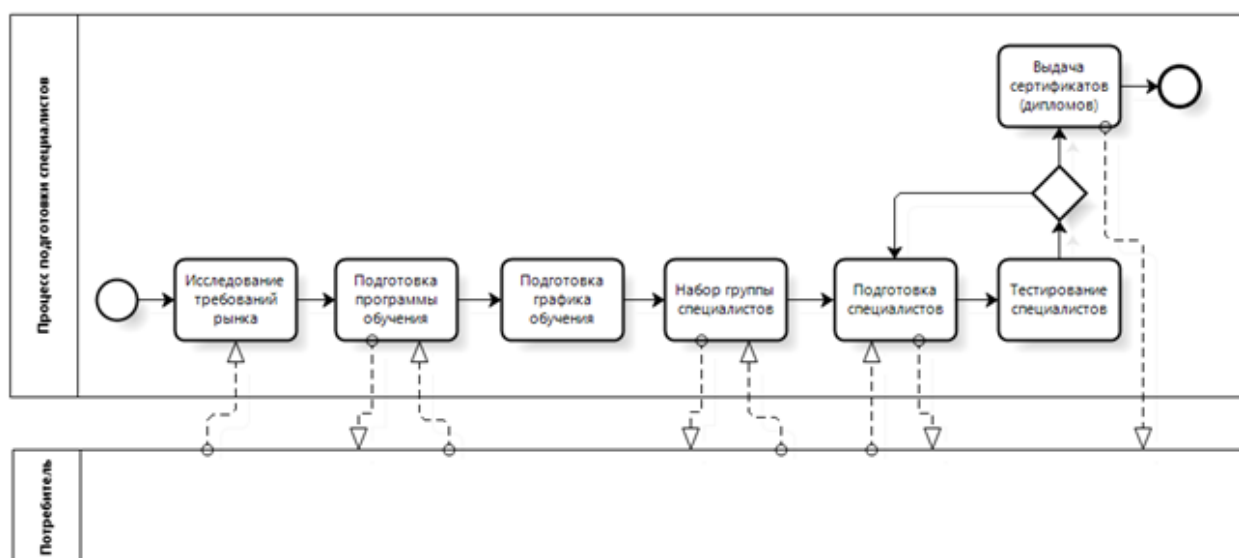 Процесс подготовки специалистов
Выдача
сертификатов
(дипломов)
Исследование
требований
рынка
Подготовка
программы
обучения
Подготовка
графика
обучения
Набор группы
специалистов
Подготовка
специалистов
Тестирование
специалистов
Потребитель